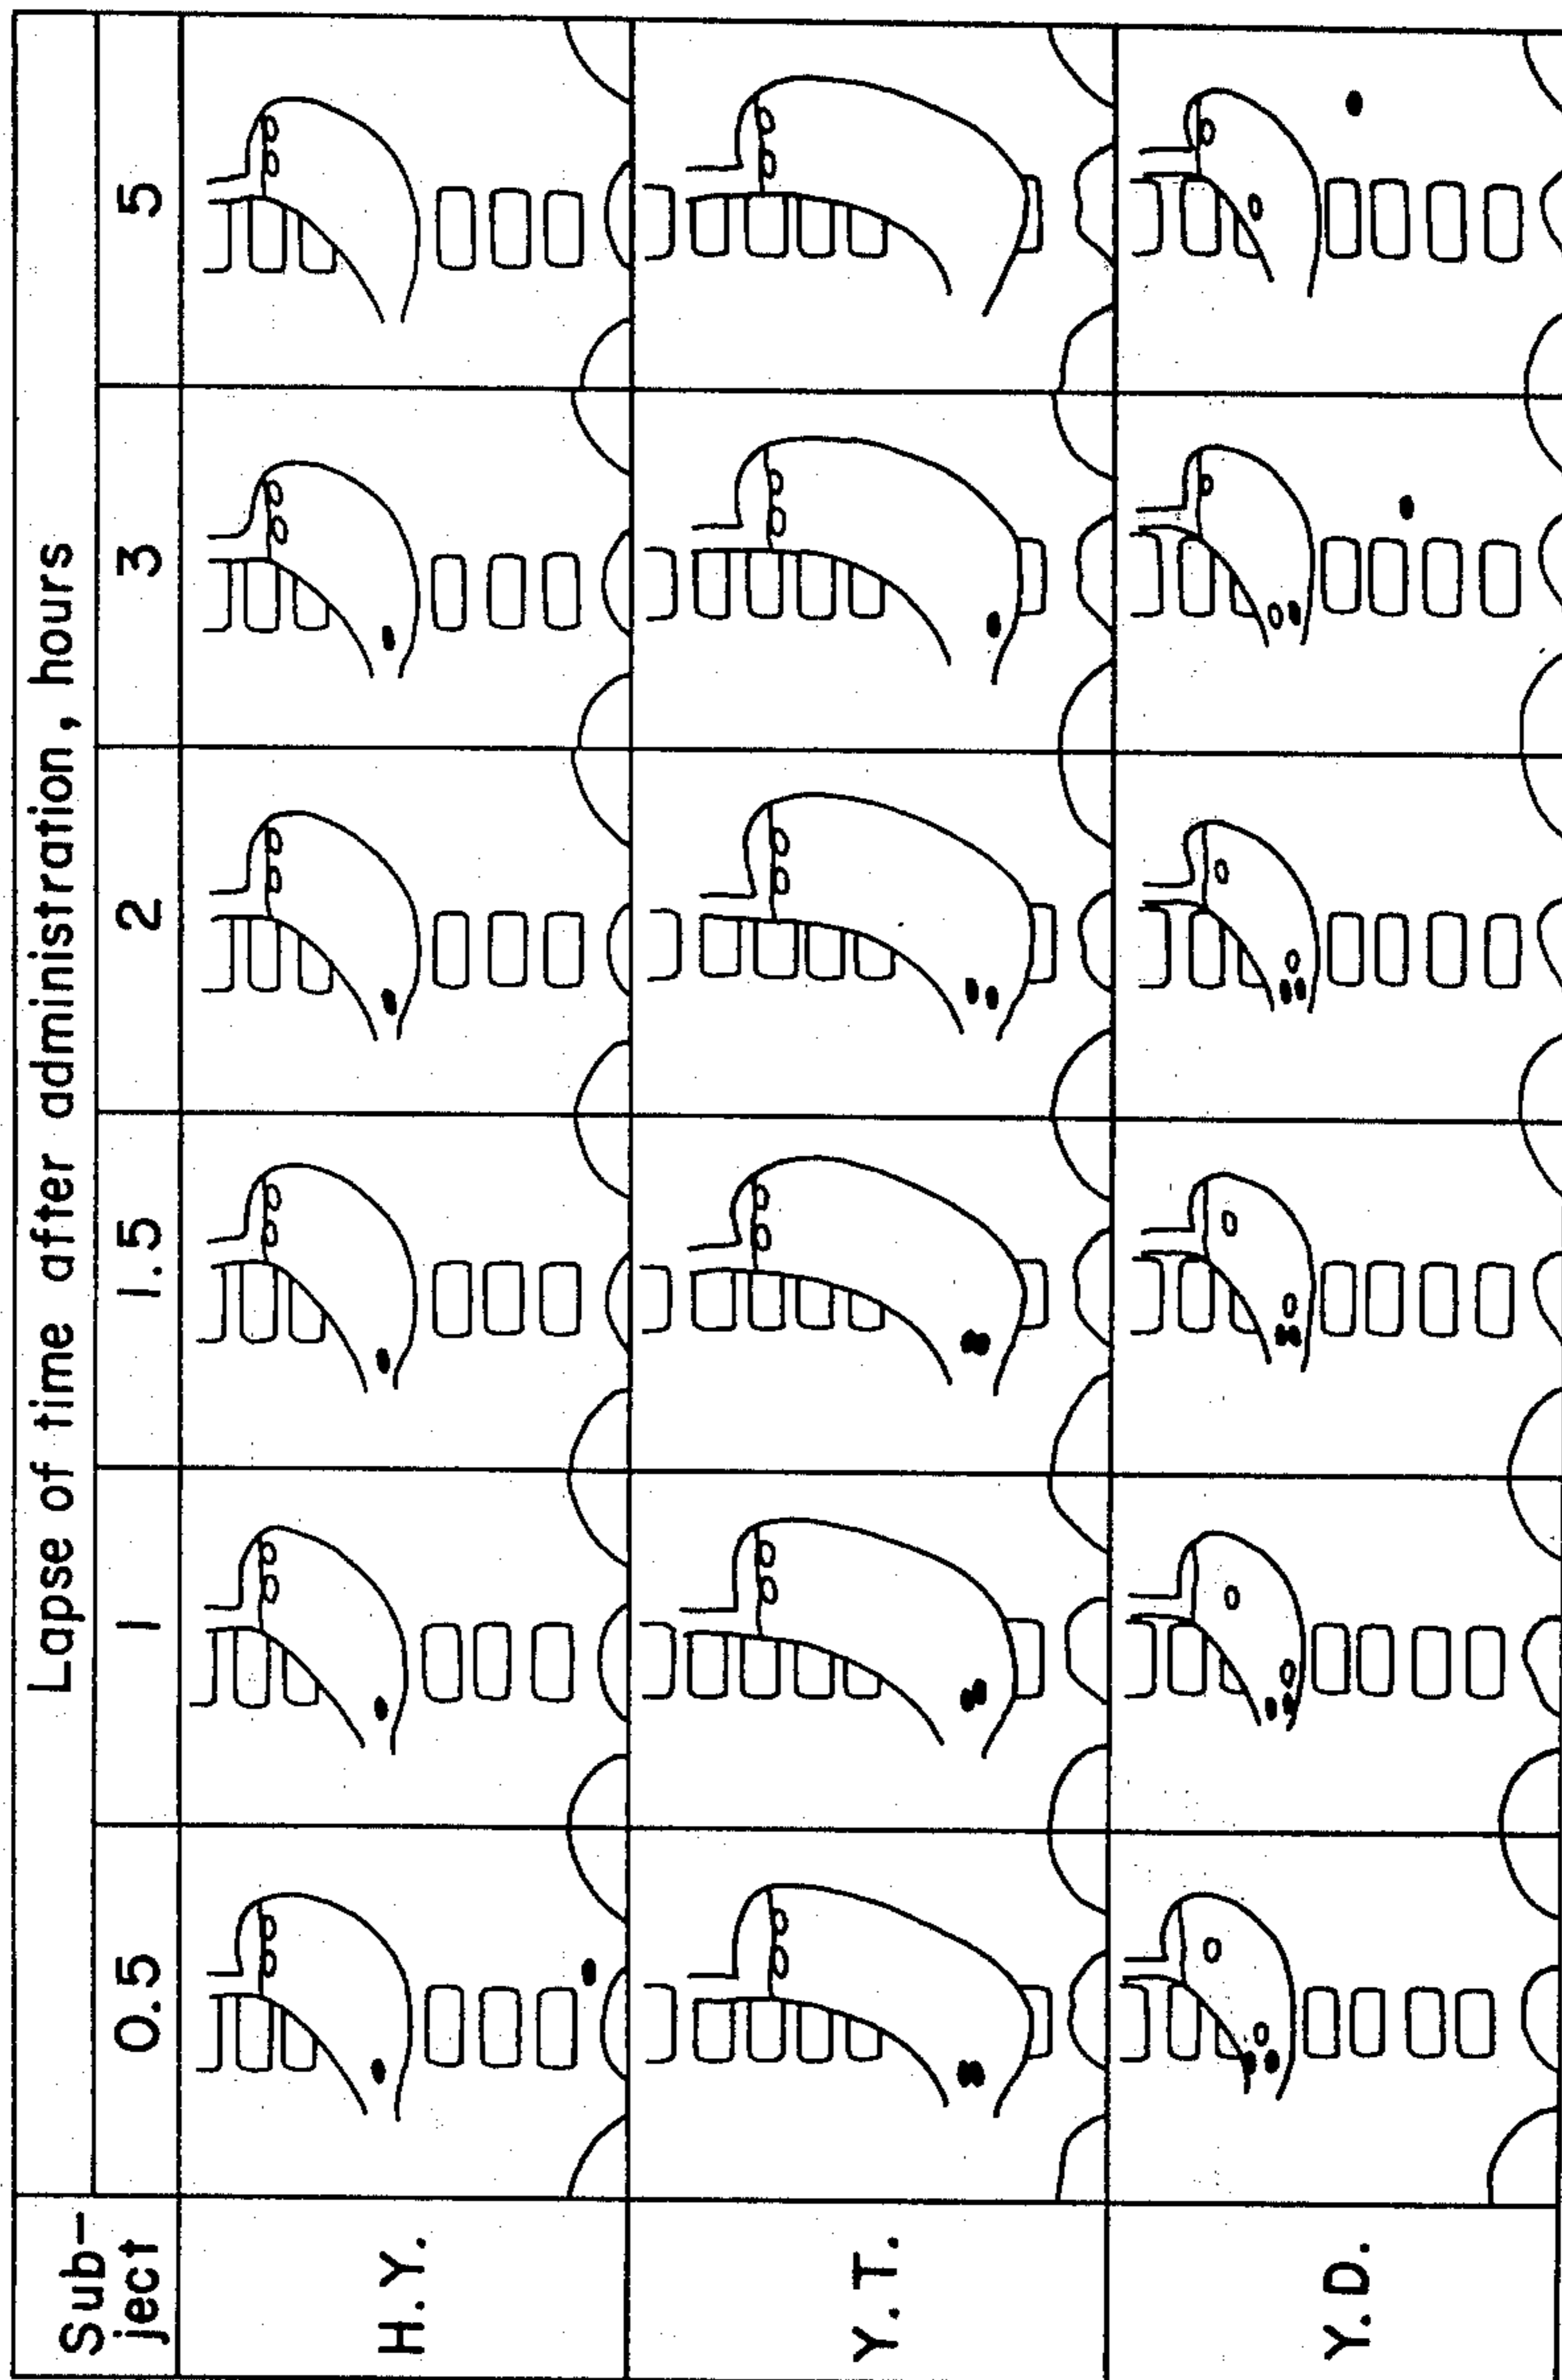 Sub-
ject
Lapse of time after administration, hours
0.5 1 1.5 2 3 5
H.Y.
Y.T.
Y.D.